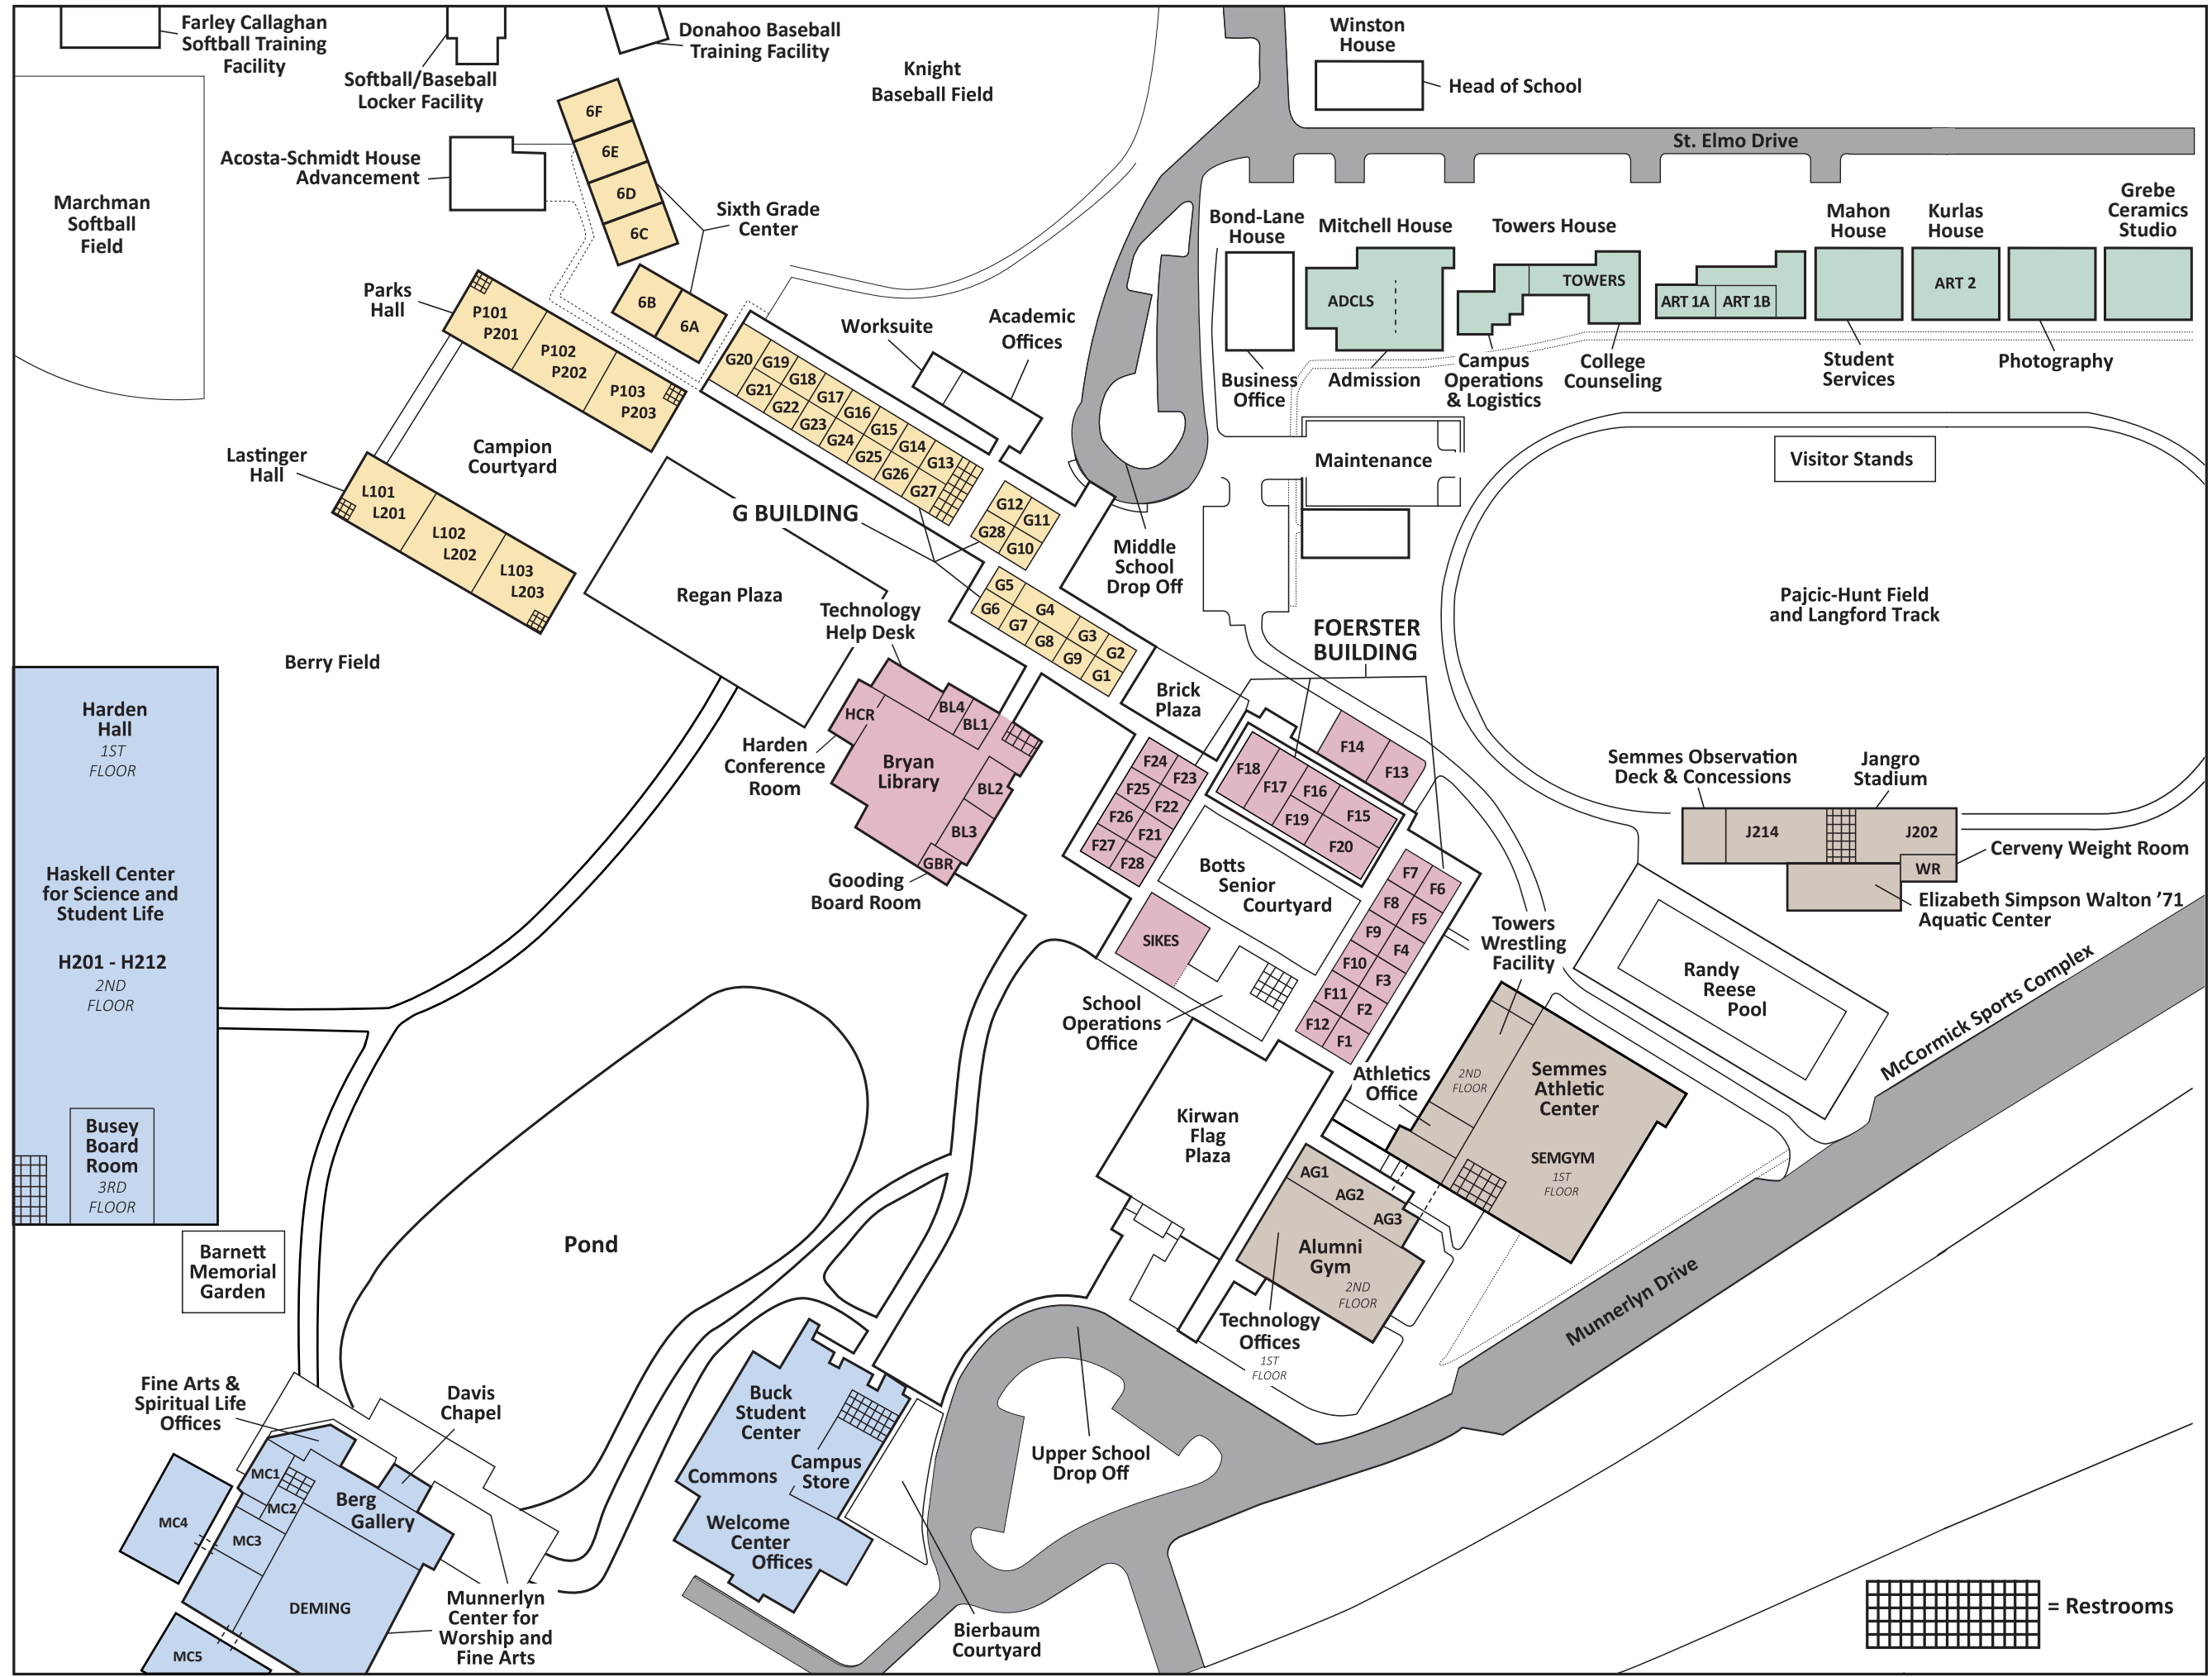 Farley Callaghan
Softball Training
Facility
Softball/Baseball
Locker Facility
Donahoo Baseball
Training Facility
Knight
Baseball Field
Winston
House
Head of School
St. Elmo Drive
Marchman
Softball
Field
Acosta-Schmidt House
Advancement
6F
6E
6D
6C
6B
6A
Sixth Grade
Center
Bond-Lane
House
Mitchell House
Towers House
Mahon
House
Kurlas
House
Grebe
Ceramics
Studio
ADCLS
TOWERS
ART 1A
ART 1B
ART 2
Business
Office
Admission
Campus
Operations
& Logistics
College
Counseling
Student
Services
Photography
Parks
Hall
P101
P201
P102
P202
P103
P203
Worksuite
Academic
Offices
G20
G19
G18
G17
G16
G15
G14
G13
G21
G22
G23
G24
G25
G26
G27
G12
G11
G28
G10
G BUILDING
Campion
Courtyard
Lastinger
Hall
L101
L201
L102
L202
L103
L203
Maintenance
Visitor Stands
Middle
School
Drop Off
Pajcic-Hunt Field
and Langford Track
Regan Plaza
G5
G4
G3
G2
G6
G7
G8
G9
G1
Technology
Help Desk
FOERSTER
BUILDING
Berry Field
Brick
Plaza
Harden
Hall
1ST
FLOOR
Haskell Center
for Science and
Student Life
H201 - H212
2ND
FLOOR
Busey
Board
Room
3RD
FLOOR
HCR
BL4
BL1
Bryan
Library
BL2
BL3
GBR
Harden
Conference
Room
Gooding
Board Room
F24
F23
F25
F22
F26
F21
F27
F28
F18
F17
F16
F15
F19
F20
F14
F13
Botts
Senior
Courtyard
F7
F6
F8
F5
F9
F4
F10
F3
F11
F2
F12
F1
SIKES
School
Operations
Office
Semmes Observation
Deck & Concessions
Jangro
Stadium
J214
J202
WR
Cerveny Weight Room
Elizabeth Simpson Walton ’71
Aquatic Center
Towers
Wrestling
Facility
Randy
Reese
Pool
McCormick Sports Complex
Athletics
Office
2ND
FLOOR
Semmes
Athletic
Center
SEMGYM
1ST
FLOOR
Kirwan
Flag
Plaza
AG1
AG2
AG3
Alumni
Gym
2ND
FLOOR
Technology
Offices
1ST
FLOOR
Munnerlyn Drive
Pond
Barnett
Memorial
Garden
Fine Arts &
Spiritual Life
Offices
Davis
Chapel
MC1
MC2
MC3
MC4
MC5
Berg
Gallery
DEMING
Munnerlyn
Center for
Worship and
Fine Arts
Buck
Student
Center
Commons
Campus
Store
Welcome
Center
Offices
Upper School
Drop Off
Bierbaum
Courtyard
= Restrooms